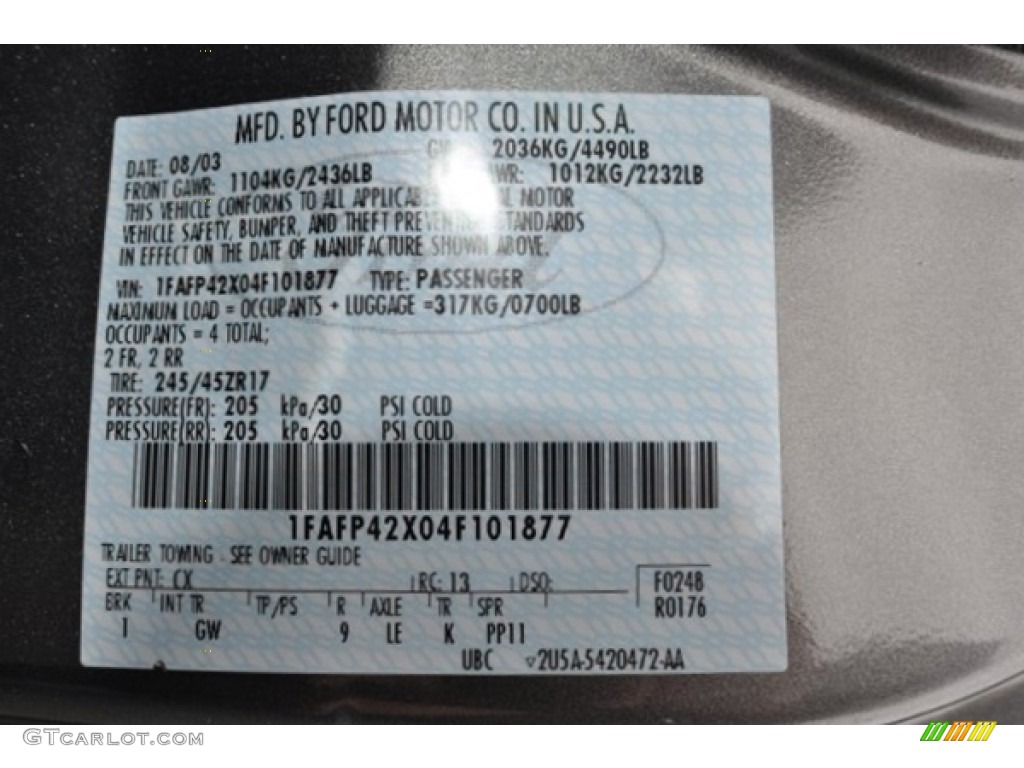 MFD. BY FORD MOTOR CO. IN U.S.A.
DATE: 08/03 2036KG/4490LB
FRONT GAWR: 1104KG/2436LB 1012KG/2232LB
THIS VEHICLE CONFORMS TO ALL MOTOR
VEHICLE SAFETY, BUMPER, AND THEFT PREVENTION STANDARDS
IN EFFECT ON THE DATE OF MANUFACTURE SHOWN ABOVE.
VIN: 1FAFP42X04F101877 TYPE: PASSENGER
MAXIMUM LOAD = OCCUPANTS + LUGGAGE =317KG/0700LB
OCCUPANTS = 4 TOTAL;
2 FR, 2 RR
TIRE: 245/45ZR17
PRESSURE(FR): 205 kPa/30 PSI COLD
PRESSURE(RR): 205 kPa/30 PSI COLD
1FAFP42X04F101877
TRAILER TOWING - SEE OWNER GUIDE
EXT PNT: CX RC: 13 DSO: F0248
BRK INT TR TP/PS R AXLE TR SPR R0176
1 GW 9 LE K PP11
UBC ▽2U5A-5420472-AA
GTCARLOT.COM